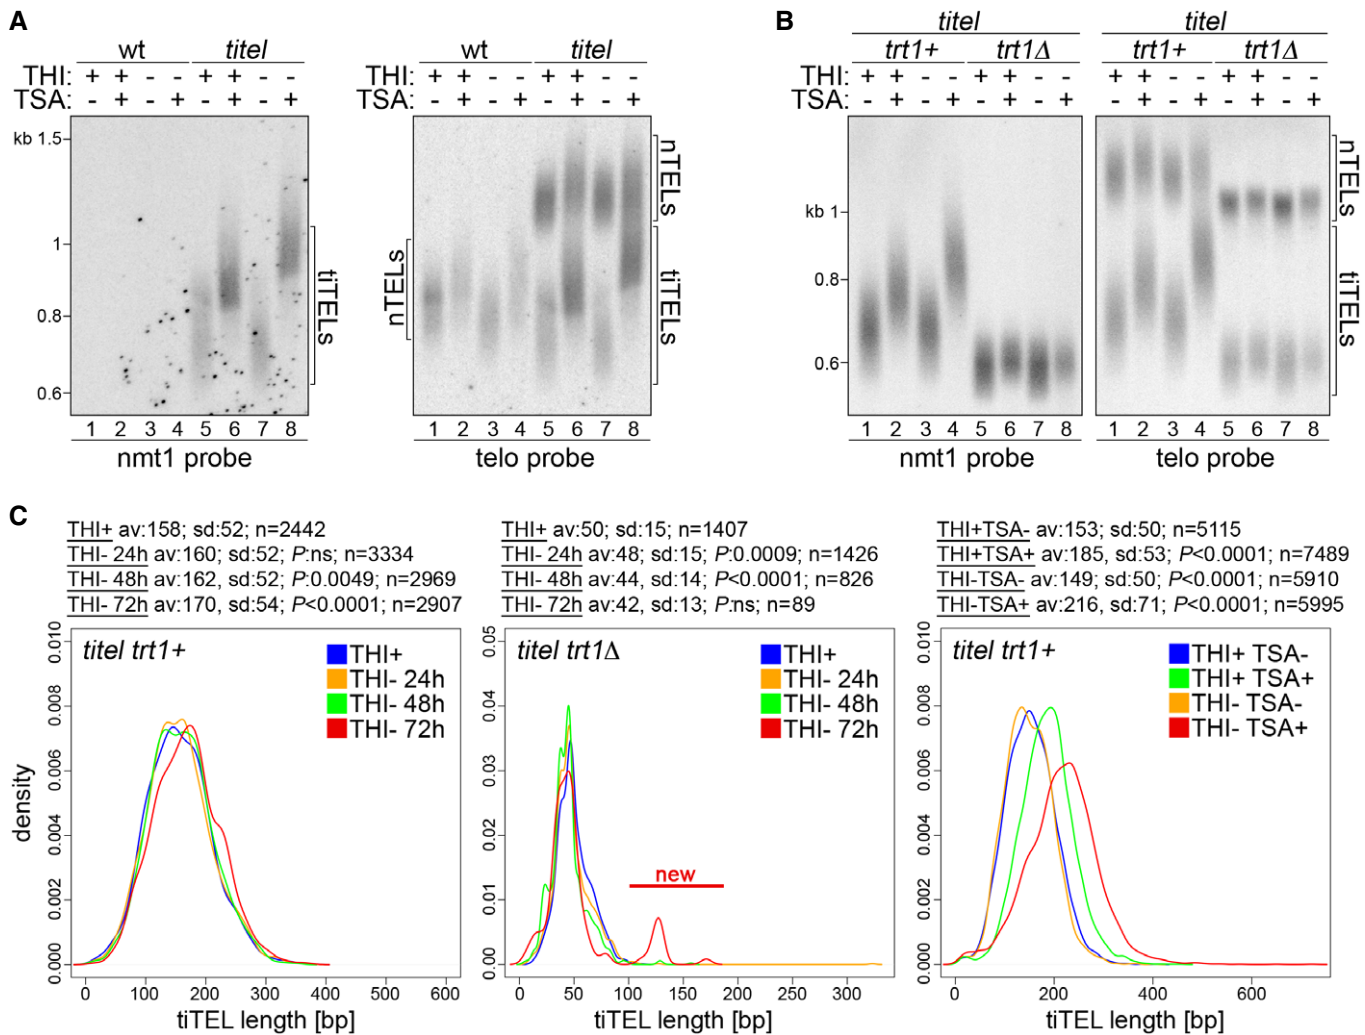 A
wt
titel
wt
titel
THI: + + - - + + - -
THI: + + - - + + - -
TSA: - + - + - + - +
TSA: - + - + - + - +
kb 1.5
1
0.8
0.6
tiTELs
nTELs
nTELs
tiTELs
1 2 3 4 5 6 7 8
1 2 3 4 5 6 7 8
nmt1 probe
telo probe
B
titel
titel
trt1+
trt1Δ
trt1+
trt1Δ
THI: + + - - + + - -
+ + - - + + - -
TSA: - + - + - + - +
- + - + - + - +
kb 1
0.8
0.6
nTELs
tiTELs
1 2 3 4 5 6 7 8
1 2 3 4 5 6 7 8
nmt1 probe
telo probe
C
THI+ av:158; sd:52; n=2442
THI- 24h av:160; sd:52; P:ns; n=3334
THI- 48h av:162; sd:52; P:0.0049; n=2969
THI- 72h av:170, sd:54; P<0.0001; n=2907
titel trt1+
THI+
THI- 24h
THI- 48h
THI- 72h
density
0.010
0.008
0.006
0.004
0.002
0.000
0 100 200 300 400 500 600
tiTEL length [bp]
THI+ av:50; sd:15; n=1407
THI- 24h av:48; sd:15; P:0.0009; n=1426
THI- 48h av:44; sd:14; P<0.0001; n=826
THI- 72h av:42, sd:13; P:ns; n=89
titel trt1Δ
THI+
THI- 24h
THI- 48h
THI- 72h
new
0.05
0.04
0.03
0.02
0.01
0.00
0 50 100 150 200 250 300
tiTEL length [bp]
THI+TSA- av:153; sd:50; n=5115
THI+TSA+ av:185; sd:53; P<0.0001; n=7489
THI-TSA- av:149; sd:50; P<0.0001; n=5910
THI-TSA+ av:216; sd:71; P<0.0001; n=5995
titel trt1+
THI+ TSA-
THI+ TSA+
THI- TSA-
THI- TSA+
0.010
0.008
0.006
0.004
0.002
0.000
0 200 400 600
tiTEL length [bp]